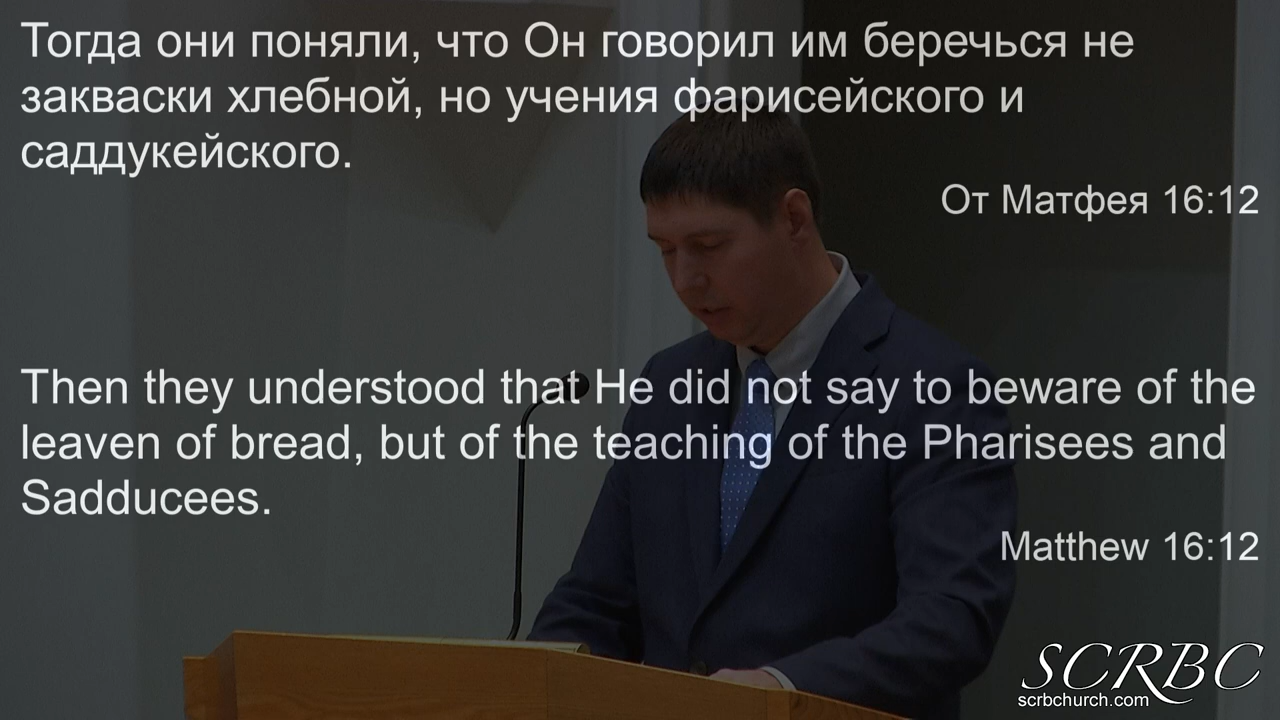 Тогда они поняли, что Он говорил им беречься не
закваски хлебной, но учения фарисейского и
саддукейского.
От Матфея 16:12
Then they understood that He did not say to beware of the
leaven of bread, but of the teaching of the Pharisees and
Sadducees.
Matthew 16:12
SCRBC
scrbchurch.com